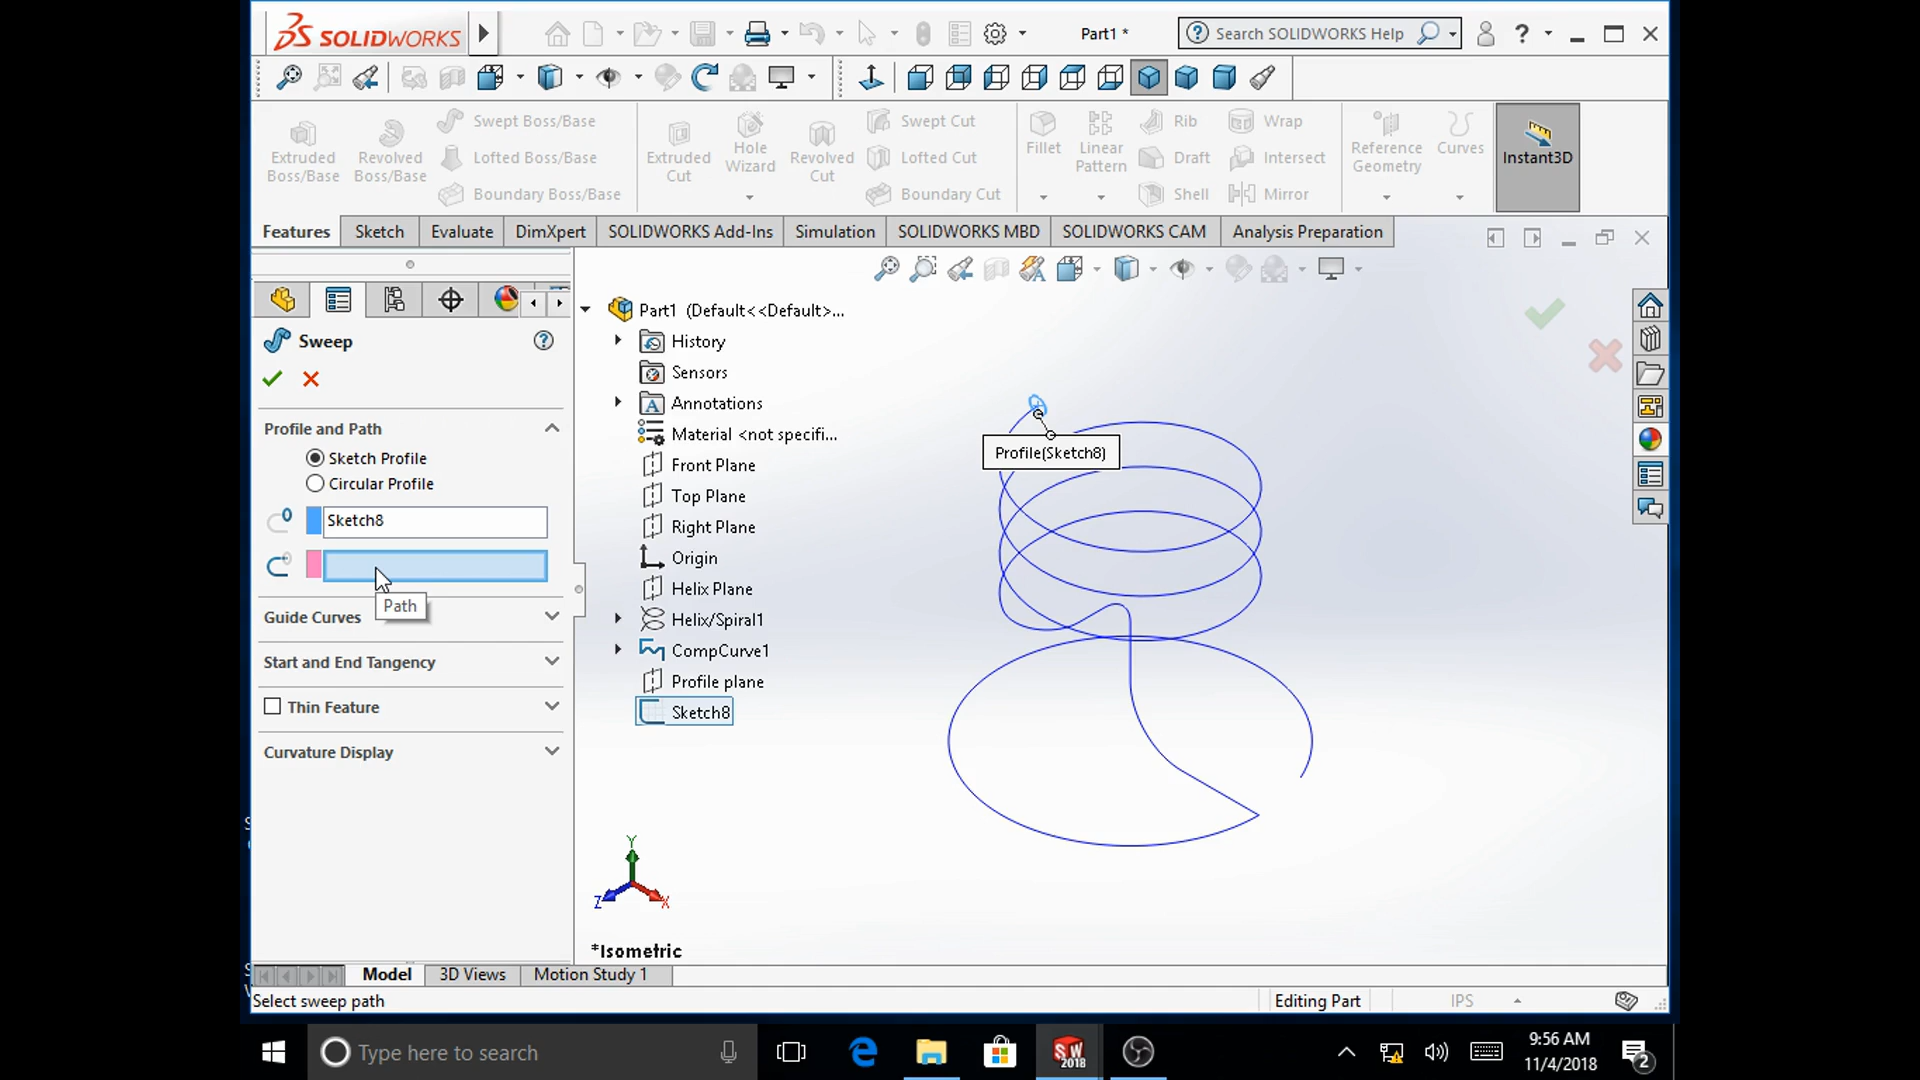 SOLIDWORKS
Part1 *
Search SOLIDWORKS Help
?
Extruded Boss/Base
Revolved Boss/Base
Swept Boss/Base
Lofted Boss/Base
Boundary Boss/Base
Extruded Cut
Hole Wizard
Revolved Cut
Swept Cut
Lofted Cut
Boundary Cut
Fillet
Linear Pattern
Rib
Draft
Shell
Wrap
Intersect
Mirror
Reference Geometry
Curves
Instant3D
Features
Sketch
Evaluate
DimXpert
SOLIDWORKS Add-Ins
Simulation
SOLIDWORKS MBD
SOLIDWORKS CAM
Analysis Preparation
Sweep
Profile and Path
Sketch Profile
Circular Profile
Sketch8
Path
Guide Curves
Start and End Tangency
Thin Feature
Curvature Display
Part1 (Default<<Default>...
History
Sensors
Annotations
Material <not specifi...
Front Plane
Top Plane
Right Plane
Origin
Helix Plane
Helix/Spiral1
CompCurve1
Profile plane
Sketch8
Profile(Sketch8)
Y
Z
X
*Isometric
Model
3D Views
Motion Study 1
Select sweep path
Editing Part
IPS
Type here to search
SW 2018
9:56 AM
11/4/2018
2